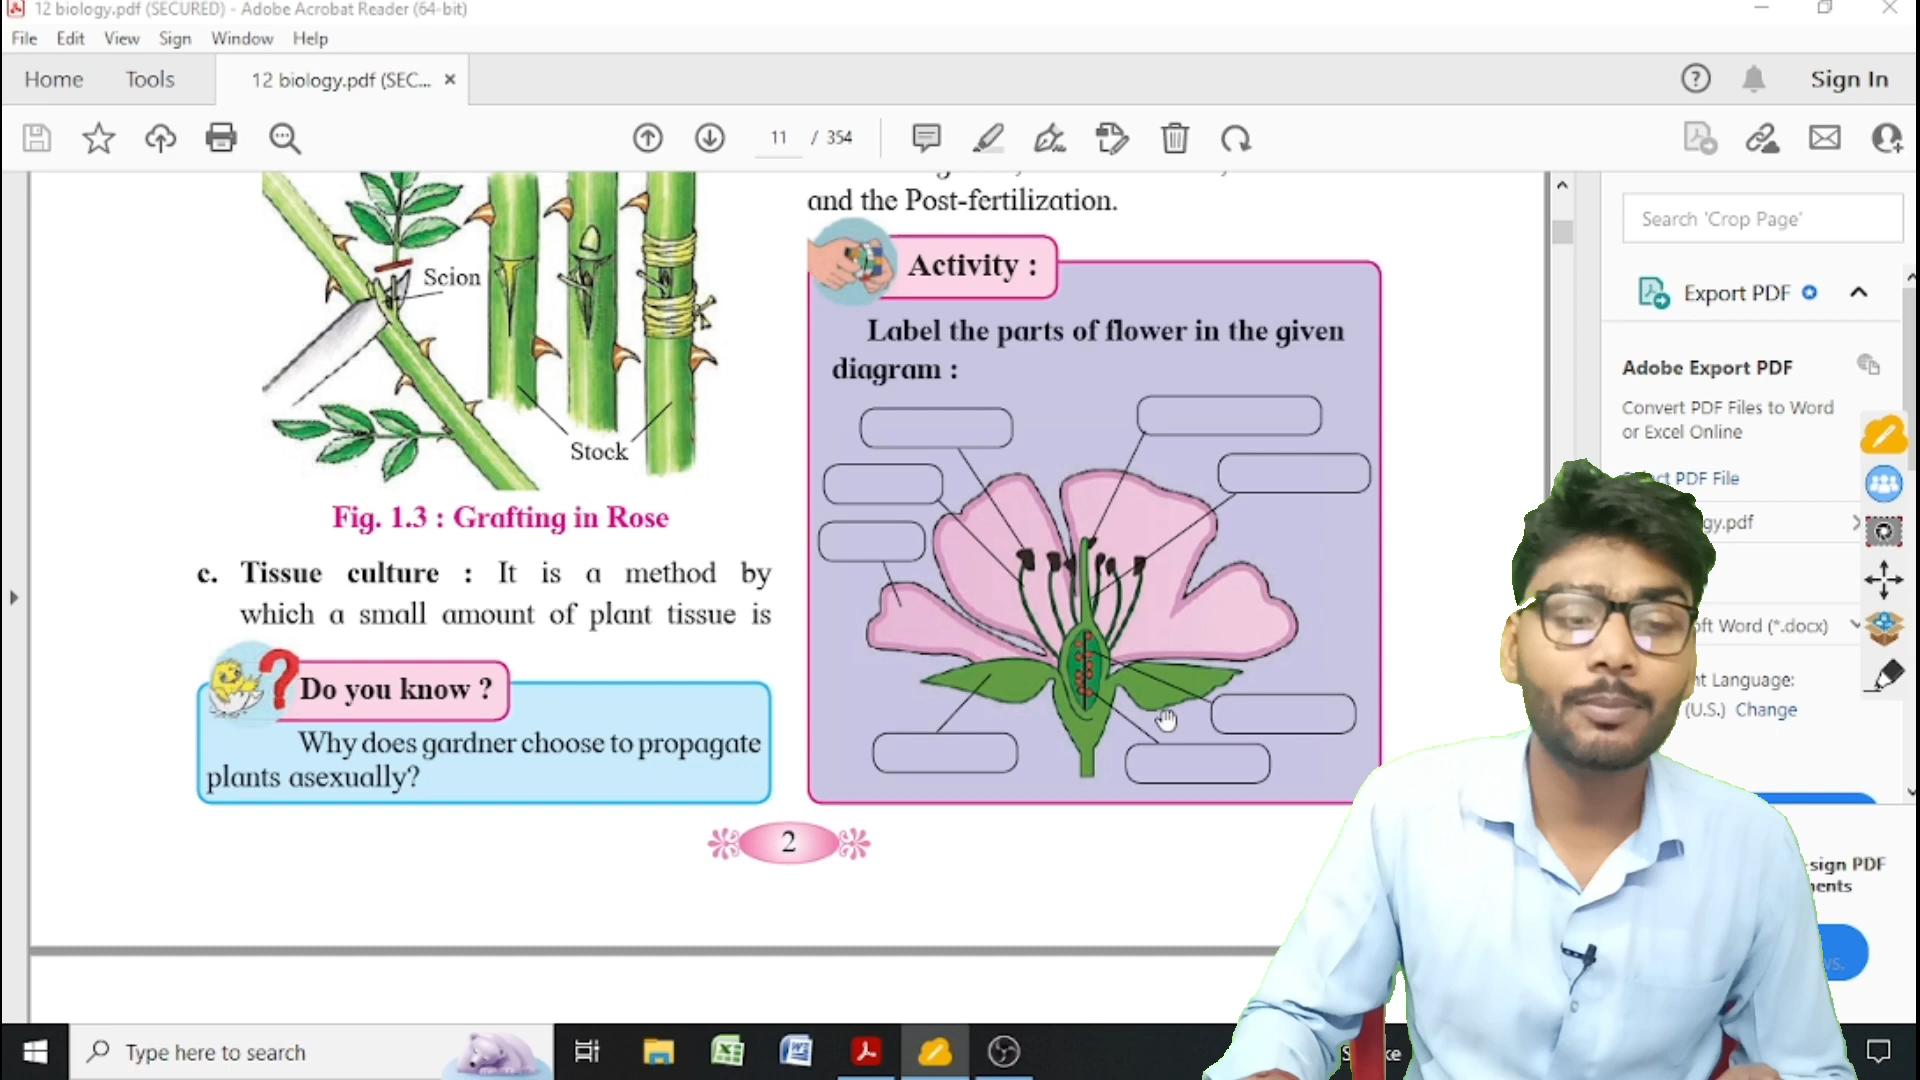 12 biology.pdf (SECURED) - Adobe Acrobat Reader (64-bit)
File Edit View Sign Window Help
Home Tools 12 biology.pdf (SEC... × Sign In
11 / 354
and the Post-fertilization.
Scion
Stock
Fig. 1.3 : Grafting in Rose
c. Tissue culture : It is a method by
which a small amount of plant tissue is
Do you know ?
Why does gardner choose to propagate
plants asexually?
Activity :
Label the parts of flower in the given
diagram :
2
Search 'Crop Page'
Export PDF
Adobe Export PDF
Convert PDF Files to Word
or Excel Online
PDF File
gy.pdf
oft Word (*.docx)
nt Language:
(U.S.) Change
-sign PDF
Type here to search